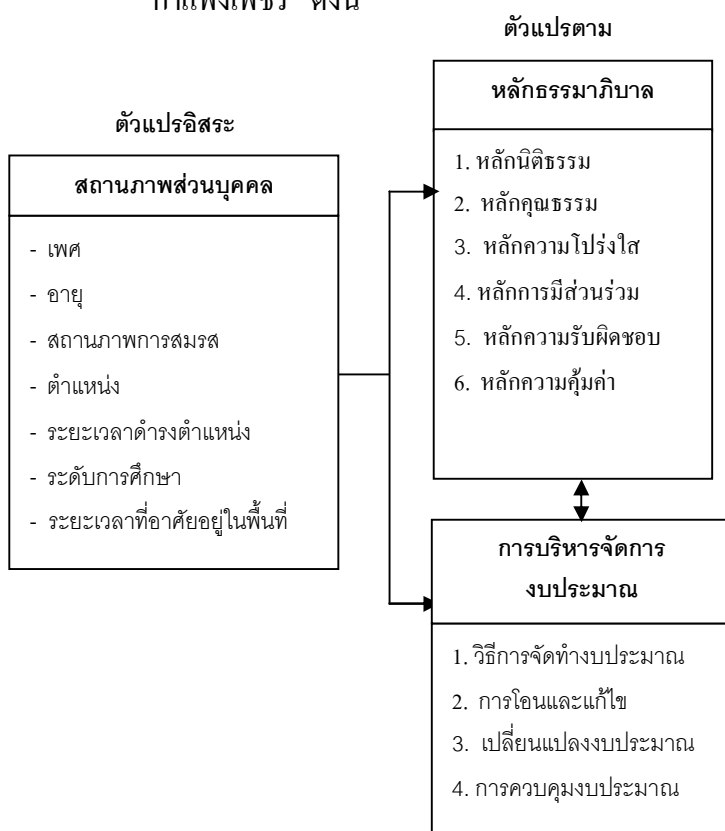 กำแพงเพชร ดังนี้
ตัวแปรตาม
หลักธรรมาภิบาล
1. หลักนิติธรรม
2. หลักคุณธรรม
3. หลักความโปร่งใส
4. หลักการมีส่วนร่วม
5. หลักความรับผิดชอบ
6. หลักความคุ้มค่า
ตัวแปรอิสระ
สถานภาพส่วนบุคคล
- เพศ
- อายุ
- สถานภาพการสมรส
- ตำแหน่ง
- ระยะเวลาดำรงตำแหน่ง
- ระดับการศึกษา
- ระยะเวลาที่อาศัยอยู่ในพื้นที่
การบริหารจัดการ
งบประมาณ
1. วิธีการจัดทำงบประมาณ
2. การโอนและแก้ไข
3. เปลี่ยนแปลงงบประมาณ
4. การควบคุมงบประมาณ